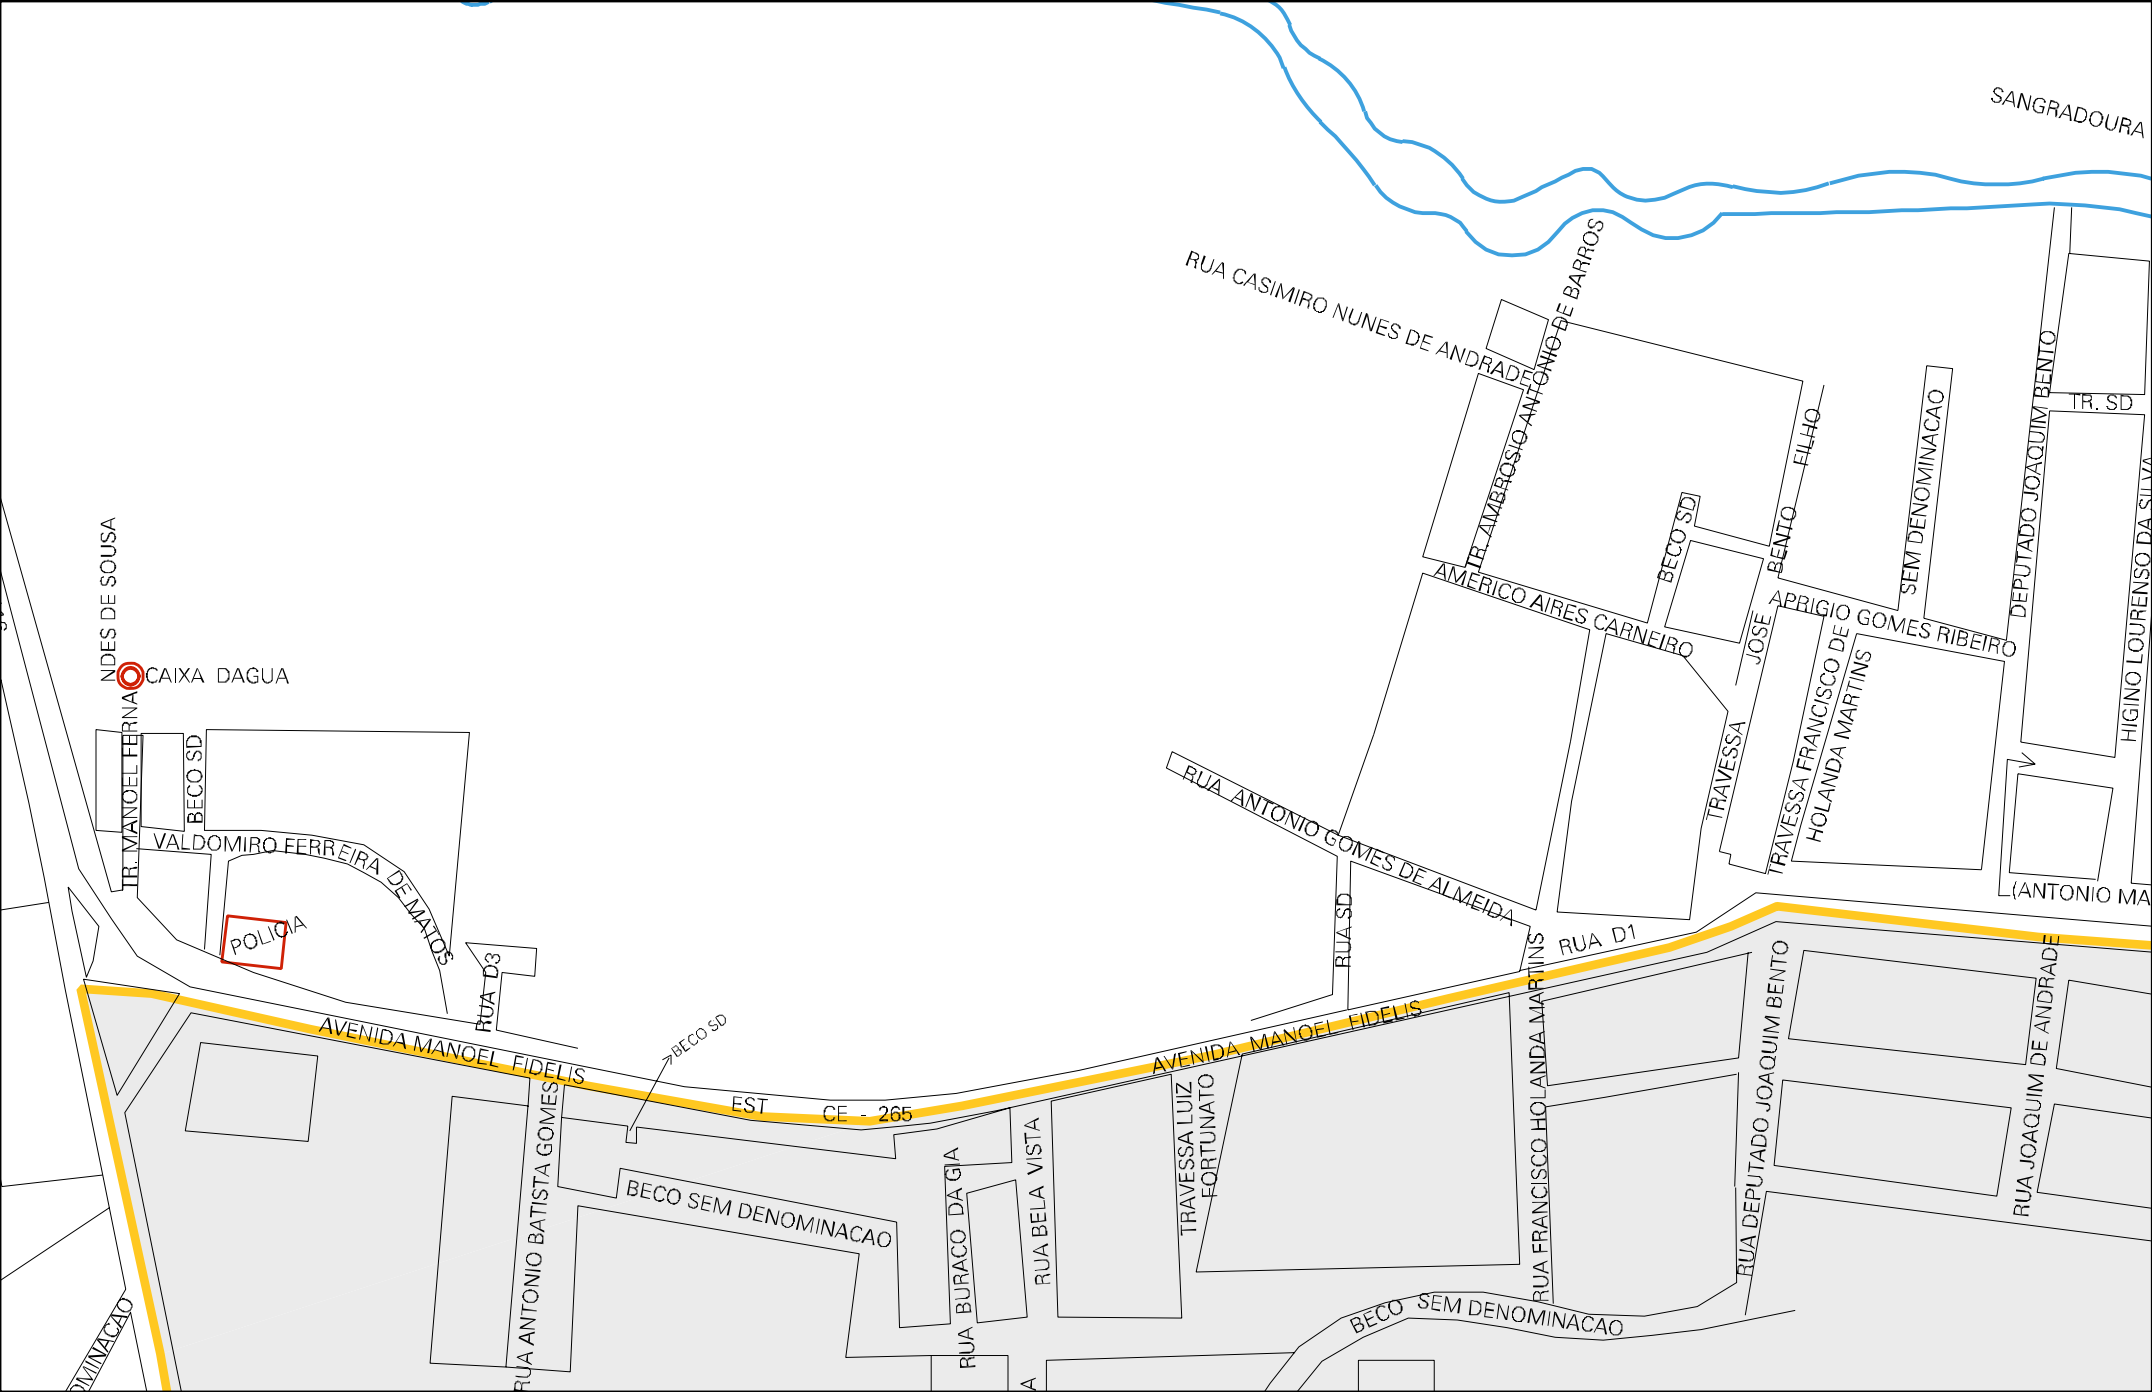 SANGRADOURA
RUA CASIMIRO NUNES DE ANDRADE
TR. AMBROSIO ANTONIO DE BARROS
DEPUTADO JOAQUIM BENTO
TR. SD
SEM DENOMINACAO
TRAVESSA JOSE BENTO FILHO
BECO SD
HIGINO LOURENSO DA SILVA
AMERICO AIRES CARNEIRO
APRIGIO GOMES RIBEIRO
TRAVESSA FRANCISCO DE
HOLANDA MARTINS
TR. MANOEL FERNA
NDES DE SOUSA
CAIXA DAGUA
BECO SD
VALDOMIRO FERREIRA DE MATOS
POLICIA
RUA D3
RUA ANTONIO GOMES DE ALMEIDA
RUA SD
RUA D1
(ANTONIO MA
AVENIDA MANOEL FIDELIS
BECO SD
EST CE - 265
AVENIDA MANOEL FIDELIS
RUA ANTONIO BATISTA GOMES
BECO SEM DENOMINACAO
RUA BURACO DA GIA
RUA BELA VISTA
TRAVESSA LUIZ
FORTUNATO
RUA FRANCISCO HOLANDA MARTINS
RUA DEPUTADO JOAQUIM BENTO
RUA JOAQUIM DE ANDRADE
BECO SEM DENOMINACAO
OMINACAO
A